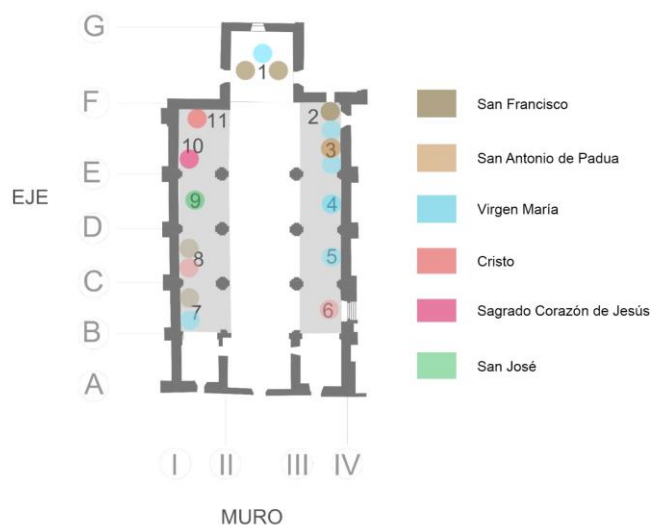 G
F
E
D
C
B
A
EJE
1
2
11
3
10
9
4
8
5
7
6
I
II
III
IV
MURO
San Francisco
San Antonio de Padua
Virgen María
Cristo
Sagrado Corazón de Jesús
San José